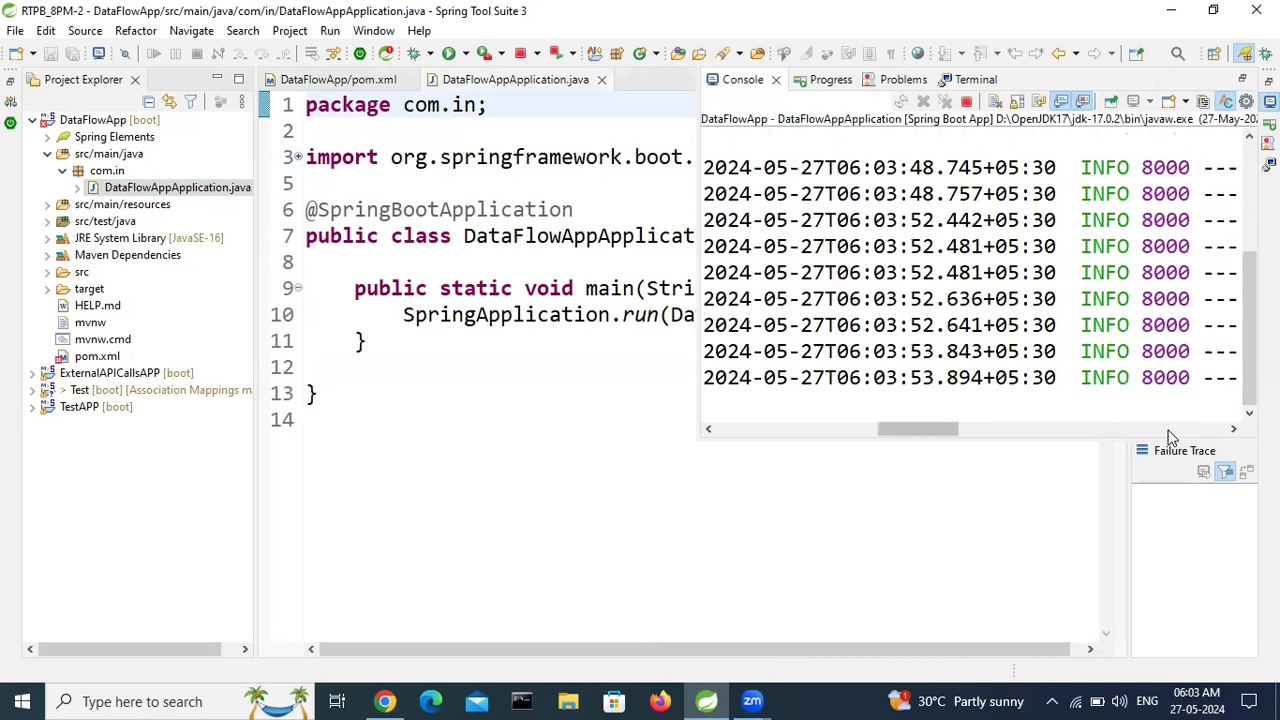 RTPB_8PM-2 - DataFlowApp/src/main/java/com/in/DataFlowAppApplication.java - Spring Tool Suite 3
File Edit Source Refactor Navigate Search Project Run Window Help
Project Explorer
DataFlowApp [boot]
Spring Elements
src/main/java
com.in
DataFlowAppApplication.java
src/main/resources
src/test/java
JRE System Library [JavaSE-16]
Maven Dependencies
src
target
HELP.md
mvnw
mvnw.cmd
pom.xml
ExternalAPICallsAPP [boot]
> Test [boot] [Association Mappings m
TestAPP [boot]
DataFlowApp/pom.xml
DataFlowAppApplication.java
1 package com.in;
2
3 import org.springframework.boot.
5
6 @SpringBootApplication
7 public class DataFlowAppApplicat
8
9 public static void main(Stri
10 SpringApplication.run(Da
11 }
12
13 }
14
Console Progress Problems Terminal
DataFlowApp - DataFlowAppApplication [Spring Boot App] D:\OpenJDK17\jdk-17.0.2\bin\javaw.exe (27-May-202
2024-05-27T06:03:48.745+05:30 INFO 8000 ---
2024-05-27T06:03:48.757+05:30 INFO 8000 ---
2024-05-27T06:03:52.442+05:30 INFO 8000 ---
2024-05-27T06:03:52.481+05:30 INFO 8000 ---
2024-05-27T06:03:52.481+05:30 INFO 8000 ---
2024-05-27T06:03:52.636+05:30 INFO 8000 ---
2024-05-27T06:03:52.641+05:30 INFO 8000 ---
2024-05-27T06:03:53.843+05:30 INFO 8000 ---
2024-05-27T06:03:53.894+05:30 INFO 8000 ---
Failure Trace
Type here to search
1
30°C Partly sunny
ENG
06:03 AM
27-05-2024